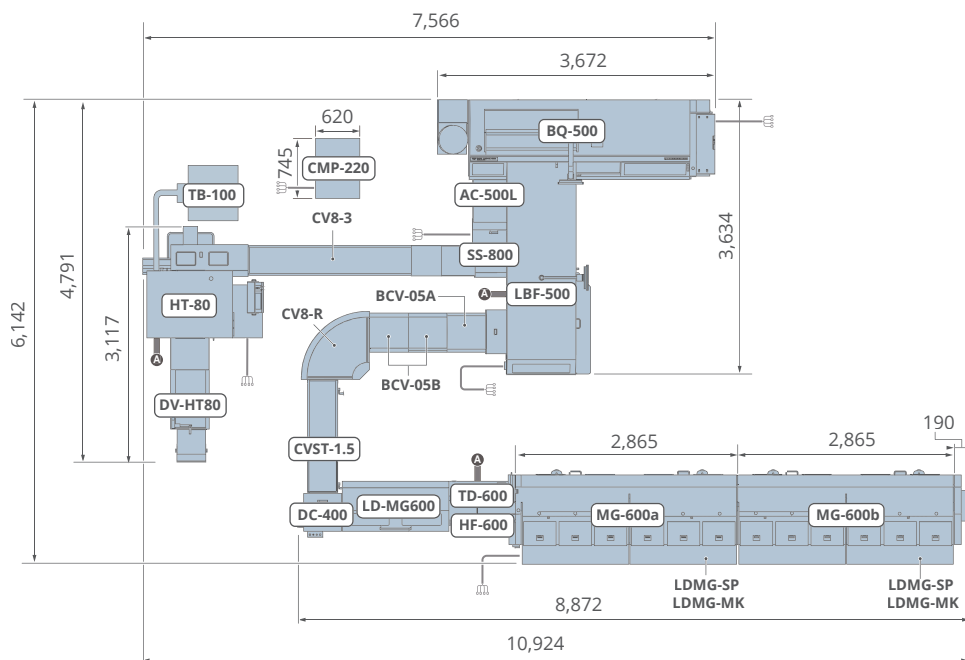 7,566
3,672
620
BQ-500
745
CMP-220
TB-100
AC-500L
CV8-3
3,634
SS-800
4,791
6,142
3,117
HT-80
BCV-05A
A
LBF-500
CV8-R
A
BCV-05B
DV-HT80
190
2,865
2,865
CVST-1.5
A
TD-600
DC-400
LD-MG600
MG-600a
MG-600b
HF-600
LDMG-SP
LDMG-MK
LDMG-SP
LDMG-MK
8,872
10,924